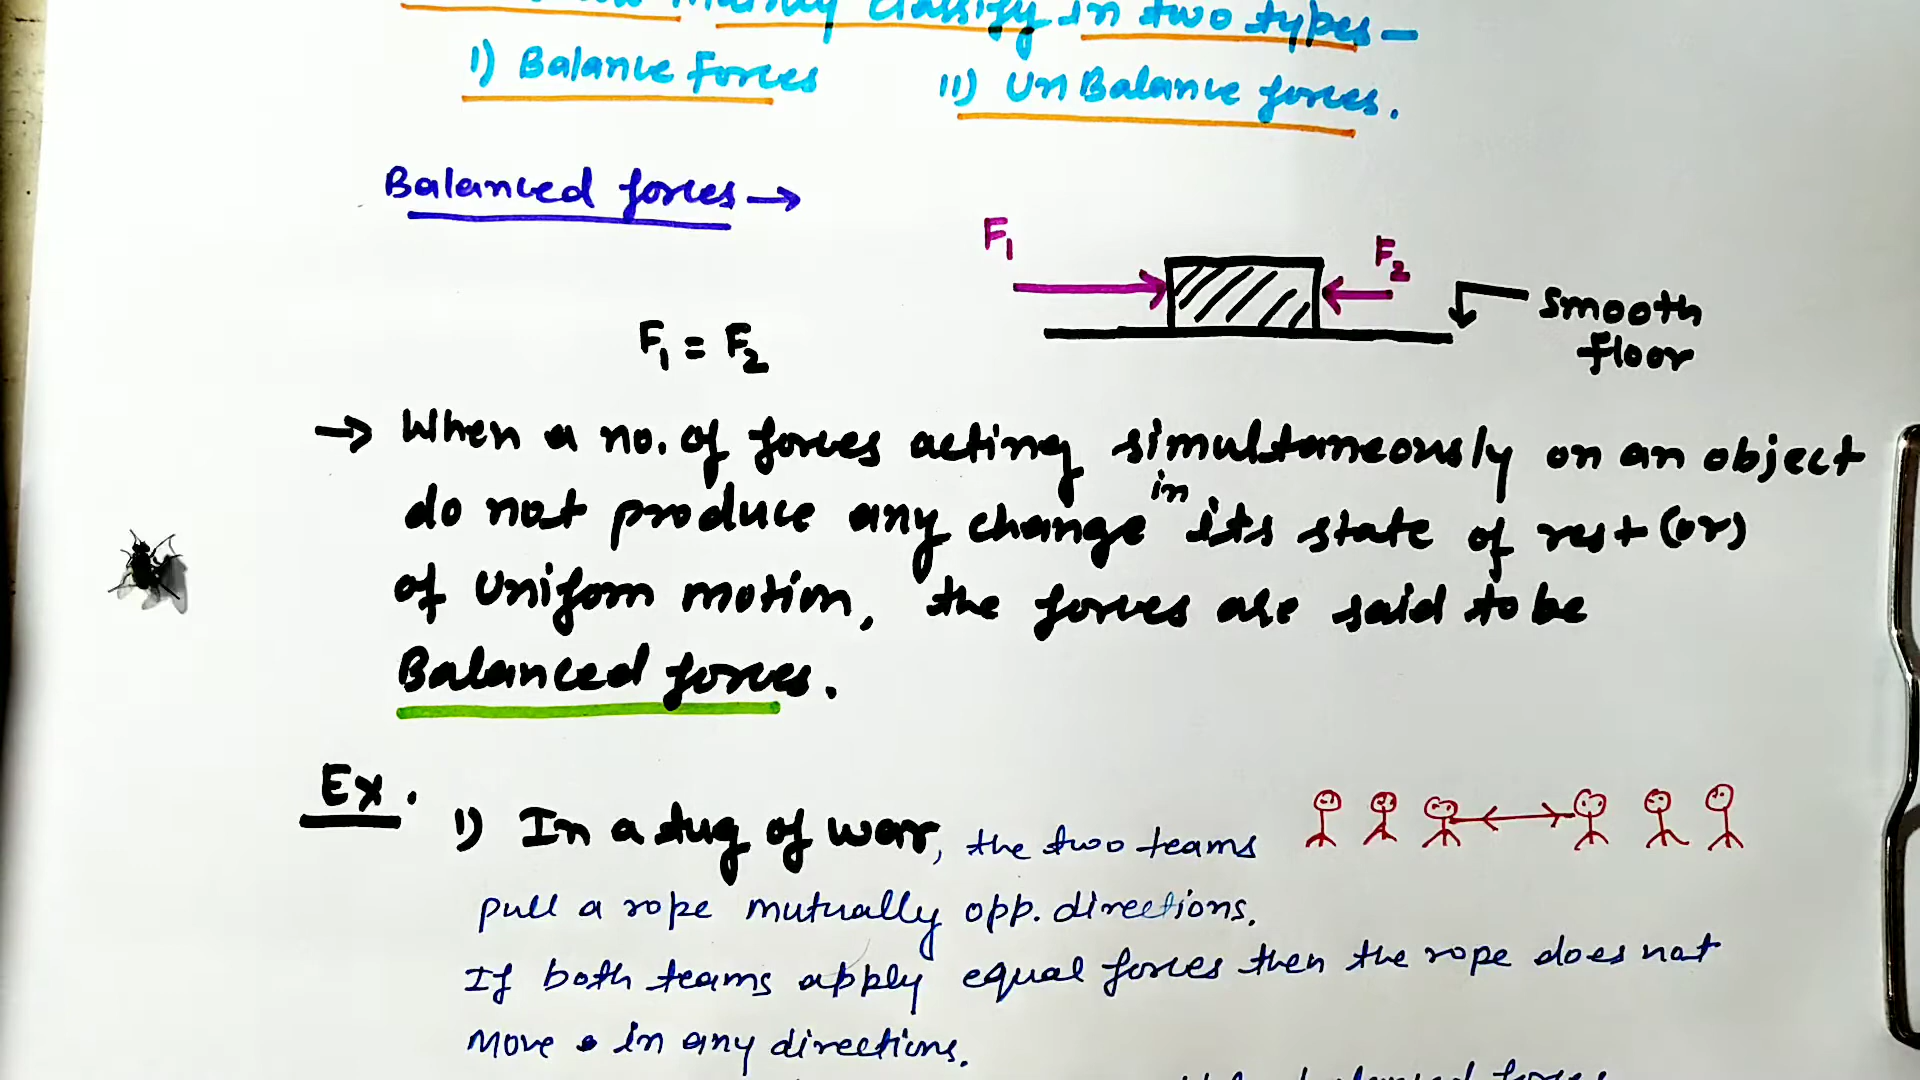 mainly classify in two types -
I) Balance Forces II) UnBalance forces.
Balanced forces →
F1
F2
smooth
floor
F1 = F2
→ When a no. of forces acting simultaneously on an object
do not produce any change in its state of rest (or)
of Uniform motion, the forces are said to be
Balanced forces.
Ex.
1) In a tug of war, the two teams
pull a rope mutually opp. directions.
If both teams apply equal forces then the rope does not
move in any directions.
balanced forces